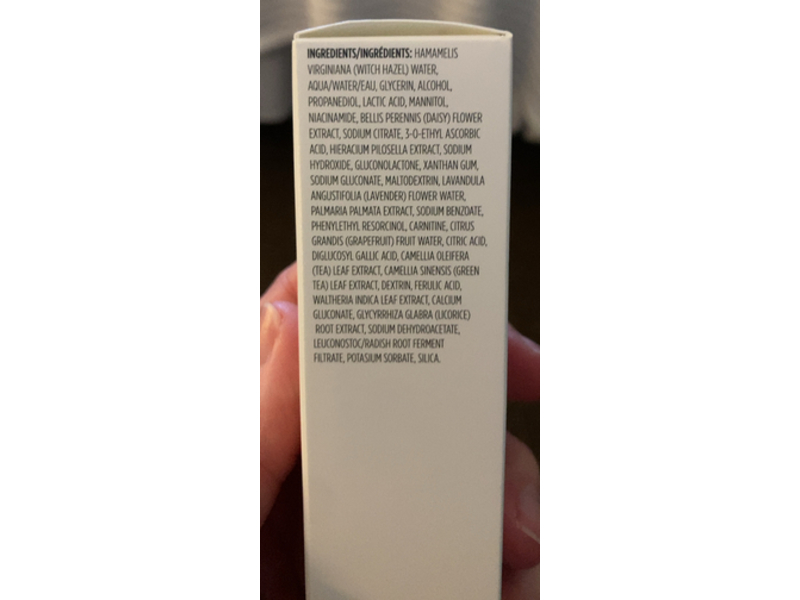 INGREDIENTS/INGRÉDIENTS: HAMAMELIS
VIRGINIANA (WITCH HAZEL) WATER,
AQUA/WATER/EAU, GLYCERIN, ALCOHOL,
PROPANEDIOL, LACTIC ACID, MANNITOL,
NIACINAMIDE, BELLIS PERENNIS (DAISY) FLOWER
EXTRACT, SODIUM CITRATE, 3-O-ETHYL ASCORBIC
ACID, HIERACIUM PILOSELLA EXTRACT, SODIUM
HYDROXIDE, GLUCONOLACTONE, XANTHAN GUM,
SODIUM GLUCONATE, MALTODEXTRIN, LAVANDULA
ANGUSTIFOLIA (LAVENDER) FLOWER WATER,
PALMARIA PALMATA EXTRACT, SODIUM BENZOATE,
PHENYLETHYL RESORCINOL, CARNITINE, CITRUS
GRANDIS (GRAPEFRUIT) FRUIT WATER, CITRIC ACID,
DIGLUCOSYL GALLIC ACID, CAMELLIA OLEIFERA
(TEA) LEAF EXTRACT, CAMELLIA SINENSIS (GREEN
TEA) LEAF EXTRACT, DEXTRIN, FERULIC ACID,
WALTHERIA INDICA LEAF EXTRACT, CALCIUM
GLUCONATE, GLYCYRRHIZA GLABRA (LICORICE)
ROOT EXTRACT, SODIUM DEHYDROACETATE,
LEUCONOSTOC/RADISH ROOT FERMENT
FILTRATE, POTASIUM SORBATE, SILICA.